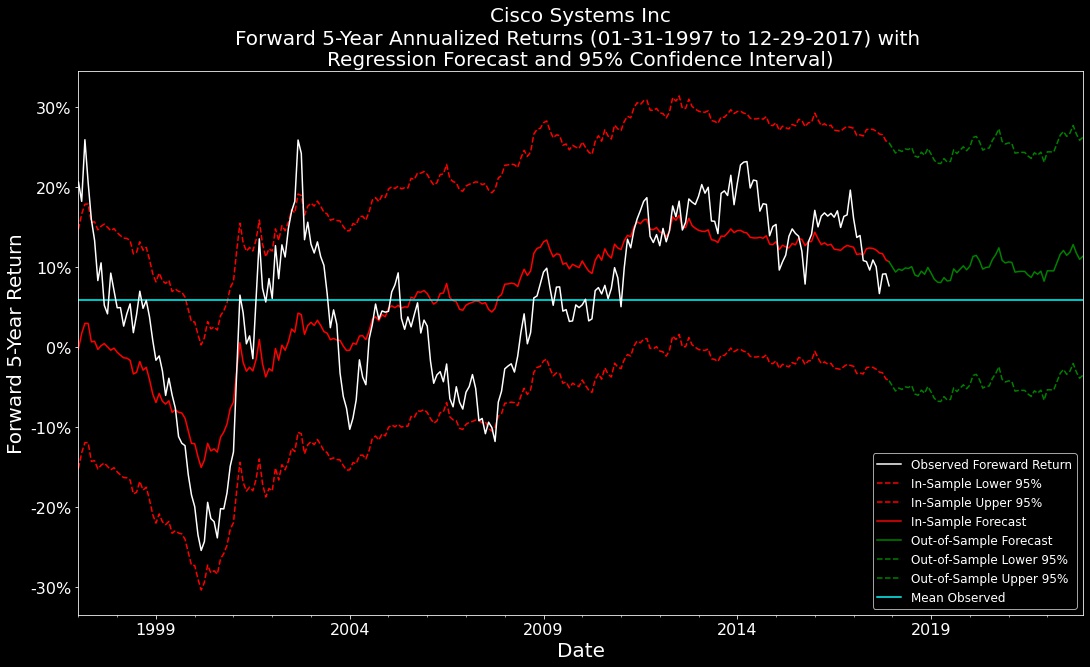 Cisco Systems Inc
Forward 5-Year Annualized Returns (01-31-1997 to 12-29-2017) with
Regression Forecast and 95% Confidence Interval)
Forward 5-Year Return
30%
20%
10%
0%
-10%
-20%
-30%
Observed Foreward Return
In-Sample Lower 95%
In-Sample Upper 95%
In-Sample Forecast
Out-of-Sample Forecast
Out-of-Sample Lower 95%
Out-of-Sample Upper 95%
Mean Observed
1999 2004 2009 2014 2019
Date